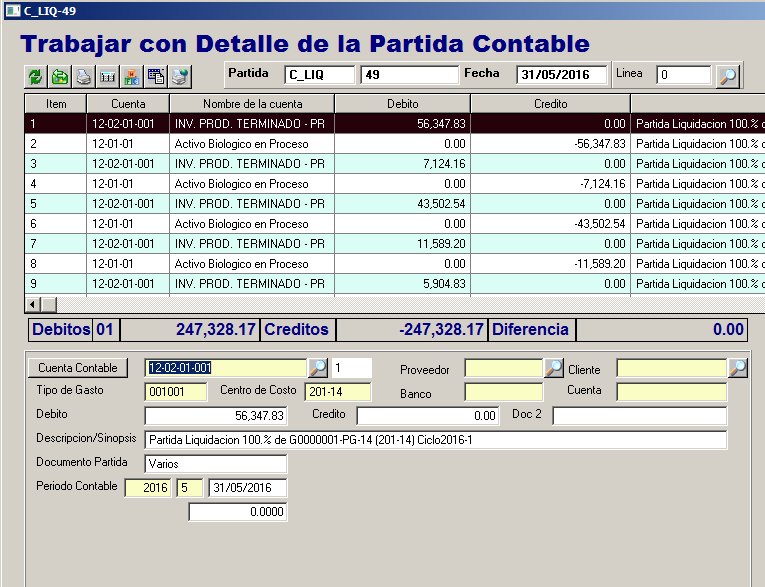 C_LIQ-49
Trabajar con Detalle de la Partida Contable
Partida C_LIQ 49 Fecha 31/05/2016 Linea 0
Item Cuenta Nombre de la cuenta Debito Credito
1 12-02-01-001 INV. PROD. TERMINADO - PR 56,347.83 0.00 Partida Liquidacion 100.% c
2 12-01-01 Activo Biologico en Proceso 0.00 -56,347.83 Partida Liquidacion 100.% c
3 12-02-01-001 INV. PROD. TERMINADO - PR 7,124.16 0.00 Partida Liquidacion 100.% c
4 12-01-01 Activo Biologico en Proceso 0.00 -7,124.16 Partida Liquidacion 100.% c
5 12-02-01-001 INV. PROD. TERMINADO - PR 43,502.54 0.00 Partida Liquidacion 100.% c
6 12-01-01 Activo Biologico en Proceso 0.00 -43,502.54 Partida Liquidacion 100.% c
7 12-02-01-001 INV. PROD. TERMINADO - PR 11,589.20 0.00 Partida Liquidacion 100.% c
8 12-01-01 Activo Biologico en Proceso 0.00 -11,589.20 Partida Liquidacion 100.% c
9 12-02-01-001 INV. PROD. TERMINADO - PR 5,904.83 0.00 Partida Liquidacion 100.% c
Debitos 01 247,328.17 Creditos -247,328.17 Diferencia 0.00
Cuenta Contable 12-02-01-001 1 Proveedor Cliente
Tipo de Gasto 001001 Centro de Costo 201-14 Banco Cuenta
Debito 56,347.83 Credito 0.00 Doc 2
Descripcion/Sinopsis Partida Liquidacion 100.% de G0000001-PG-14 (201-14) Ciclo2016-1
Documento Partida Varios
Periodo Contable 2016 5 31/05/2016
0.0000